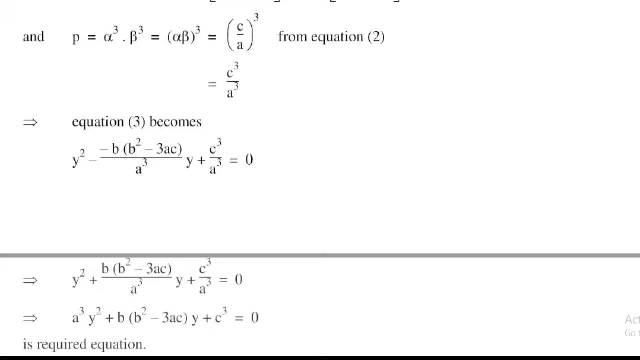 and p = α³ . β³ = (αβ)³ = (c/a)³ from equation (2)
= c³/a³
⇒ equation (3) becomes
y² – – b (b² – 3ac)/a³ y + c³/a³ = 0
⇒ y² + b (b² – 3ac)/a³ y + c³/a³ = 0
⇒ a³ y² + b (b² – 3ac) y + c³ = 0
is required equation.